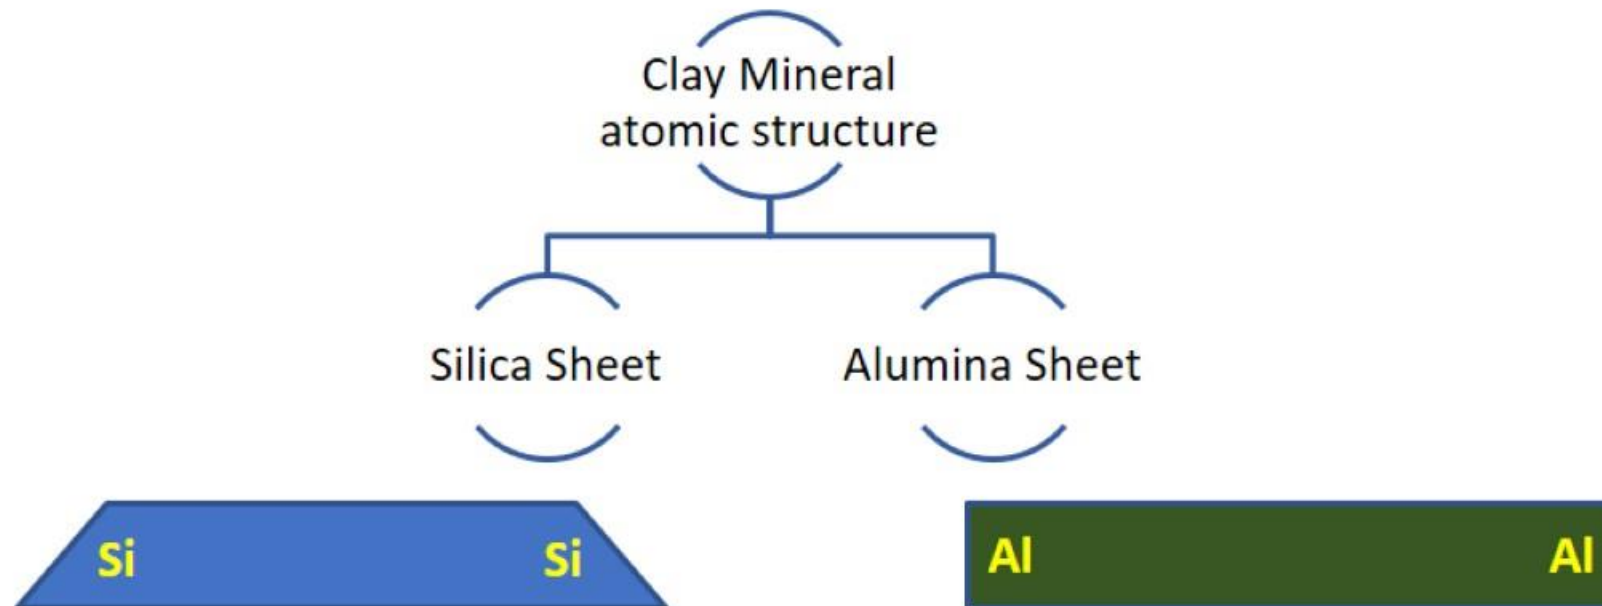 Clay Mineral
atomic structure
Silica Sheet
Alumina Sheet
Si
Si
Al
Al